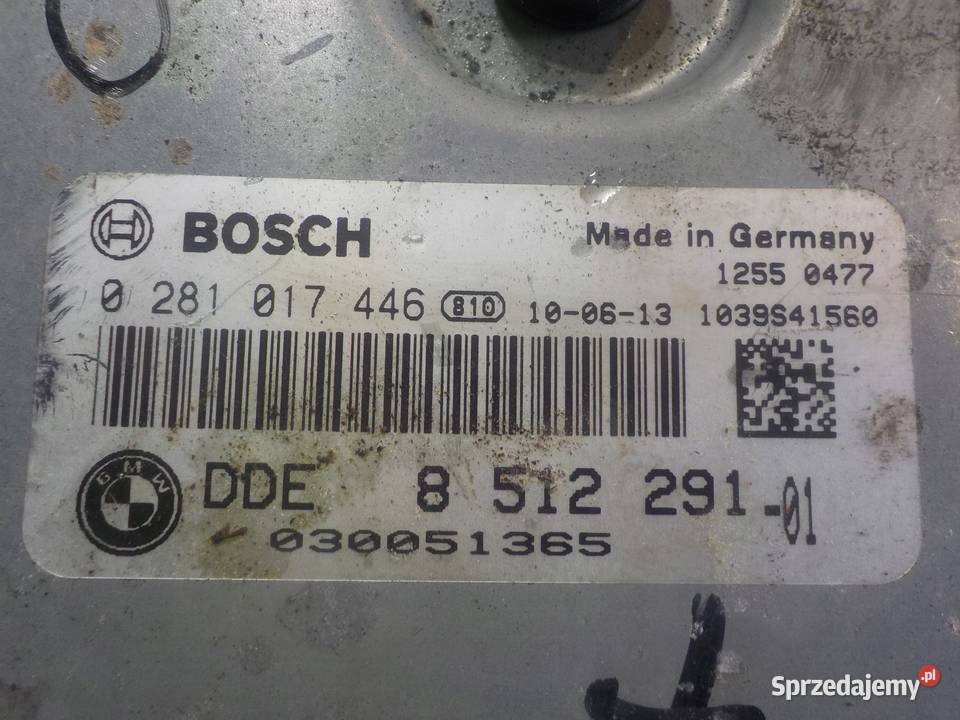 BOSCH
Made in Germany
1255 0477
0 281 017 446 810 10-06-13 1039S41560
BMW
DDE 8 512 291-01
030051365
Sprzedajemy.pl